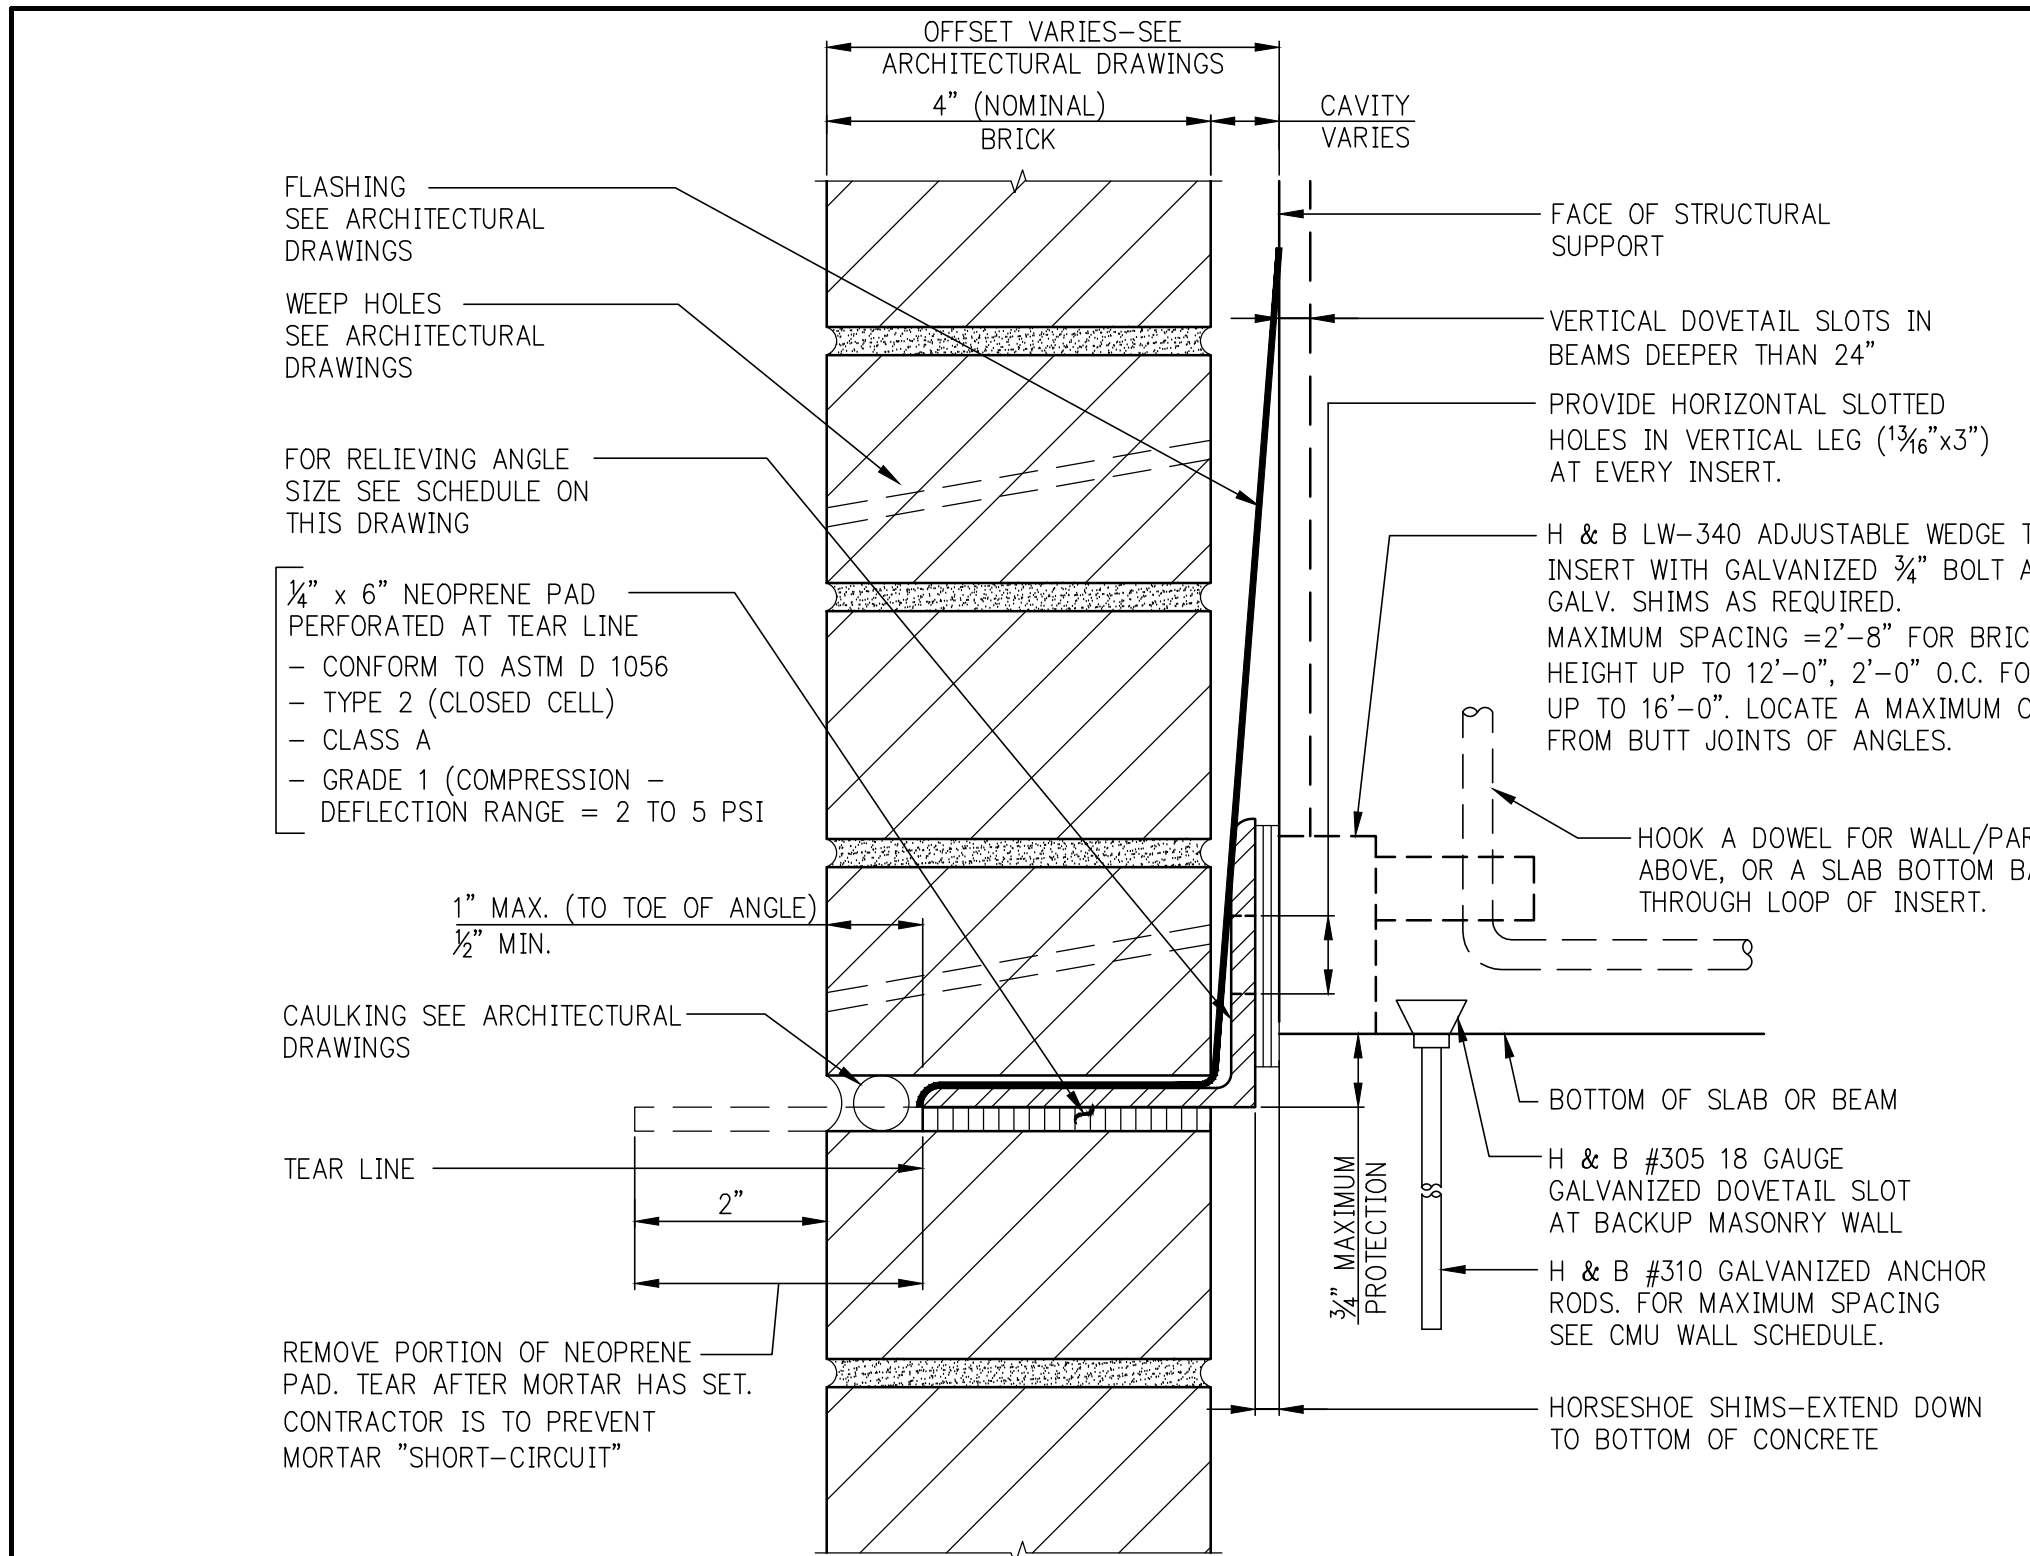 OFFSET VARIES-SEE
ARCHITECTURAL DRAWINGS
4" (NOMINAL)
BRICK
CAVITY
VARIES
FLASHING
SEE ARCHITECTURAL
DRAWINGS
WEEP HOLES
SEE ARCHITECTURAL
DRAWINGS
FOR RELIEVING ANGLE
SIZE SEE SCHEDULE ON
THIS DRAWING
¼" x 6" NEOPRENE PAD
PERFORATED AT TEAR LINE
- CONFORM TO ASTM D 1056
- TYPE 2 (CLOSED CELL)
- CLASS A
- GRADE 1 (COMPRESSION -
DEFLECTION RANGE = 2 TO 5 PSI
1" MAX. (TO TOE OF ANGLE)
½" MIN.
CAULKING SEE ARCHITECTURAL
DRAWINGS
TEAR LINE
2"
REMOVE PORTION OF NEOPRENE
PAD. TEAR AFTER MORTAR HAS SET.
CONTRACTOR IS TO PREVENT
MORTAR "SHORT-CIRCUIT"
FACE OF STRUCTURAL
SUPPORT
VERTICAL DOVETAIL SLOTS IN
BEAMS DEEPER THAN 24"
PROVIDE HORIZONTAL SLOTTED
HOLES IN VERTICAL LEG (13/16"x3")
AT EVERY INSERT.
H & B LW-340 ADJUSTABLE WEDGE
INSERT WITH GALVANIZED ¾" BOLT
GALV. SHIMS AS REQUIRED.
MAXIMUM SPACING =2'-8" FOR
HEIGHT UP TO 12'-0", 2'-0" O.C.
UP TO 16'-0". LOCATE A MAXIMUM
FROM BUTT JOINTS OF ANGLES.
HOOK A DOWEL FOR
ABOVE, OR A SLAB BOTTOM
THROUGH LOOP OF INSERT.
BOTTOM OF SLAB OR BEAM
¾" MAXIMUM
PROTECTION
H & B #305 18 GAUGE
GALVANIZED DOVETAIL SLOT
AT BACKUP MASONRY WALL
H & B #310 GALVANIZED ANCHOR
RODS. FOR MAXIMUM SPACING
SEE CMU WALL SCHEDULE.
HORSESHOE SHIMS-EXTEND DOWN
TO BOTTOM OF CONCRETE